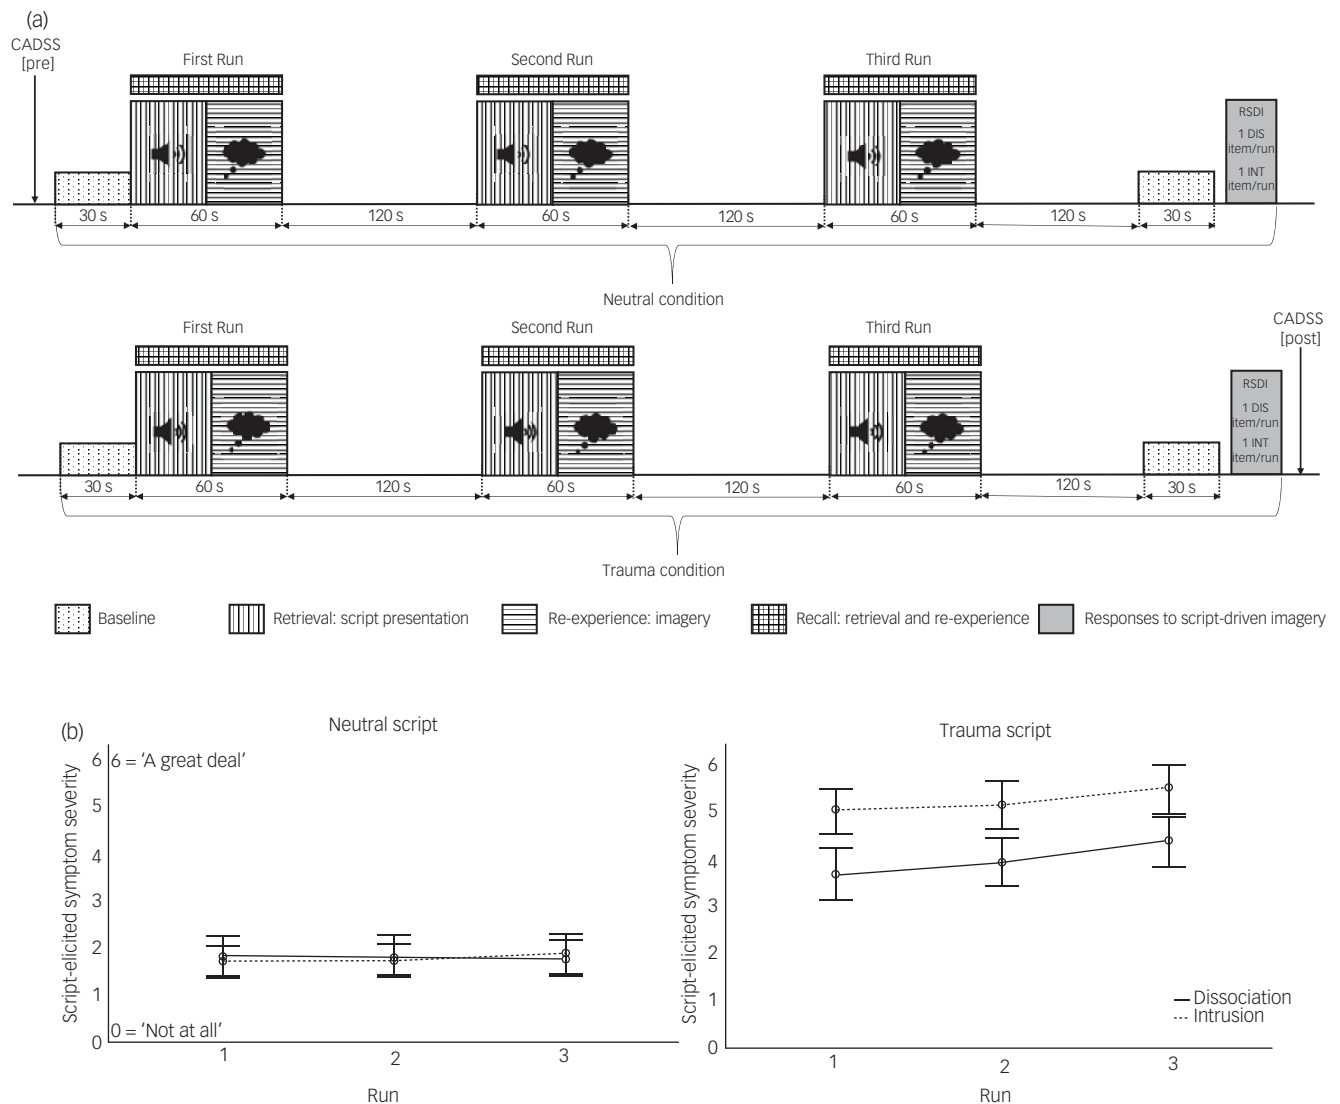 (a)
CADSS
[pre]
First Run
Second Run
Third Run
RSDI
1 DIS
item/run
1 INT
item/run
30 s
60 s
120 s
60 s
120 s
60 s
120 s
30 s
Neutral condition
First Run
Second Run
Third Run
CADSS
[post]
RSDI
1 DIS
item/run
1 INT
item/run
30 s
60 s
120 s
60 s
120 s
60 s
120 s
30 s
Trauma condition
Baseline
Retrieval: script presentation
Re-experience: imagery
Recall: retrieval and re-experience
Responses to script-driven imagery
(b)
Neutral script
Script-elicited symptom severity
6
5
4
3
2
1
0
6 = ‘A great deal’
0 = ‘Not at all’
1
2
3
Run
Trauma script
Script-elicited symptom severity
6
5
4
3
2
1
0
Dissociation
Intrusion
1
2
3
Run